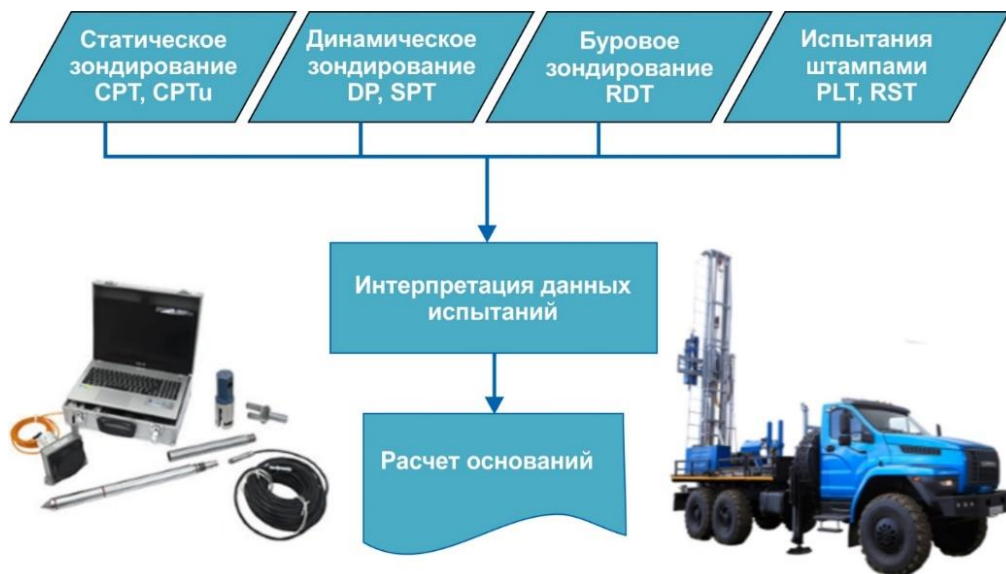 Статическое
зондирование
CPT, CPTu
Динамическое
зондирование
DP, SPT
Буровое
зондирование
RDT
Испытания
штампами
PLT, RST
Интерпретация данных
испытаний
Расчет оснований